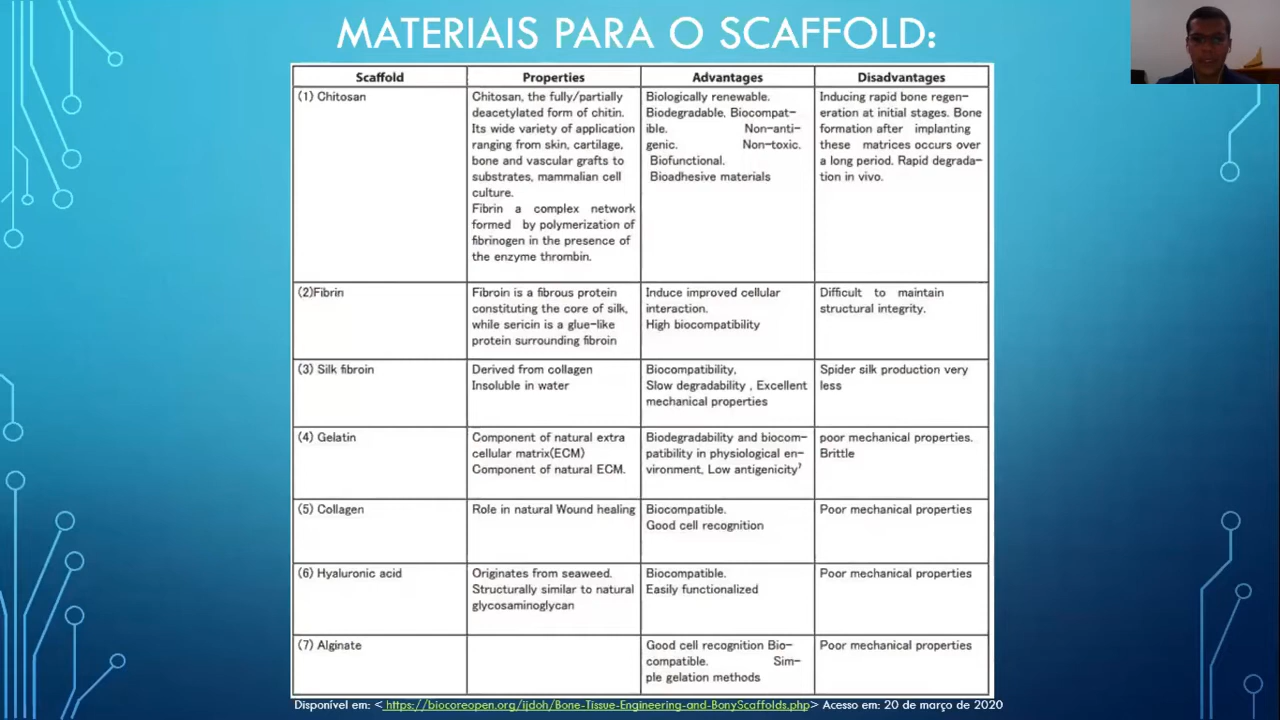 MATERIAIS PARA O SCAFFOLD:
Scaffold Properties Advantages Disadvantages
(1) Chitosan
Chitosan, the fully/partially
deacetylated form of chitin.
Its wide variety of application
ranging from skin, cartilage,
bone and vascular grafts to
substrates, mammalian cell
culture.
Fibrin a complex network
formed by polymerization of
fibrinogen in the presence of
the enzyme thrombin.
Biologically renewable.
Biodegradable, Biocompat-
ible. Non-anti-
genic. Non-toxic.
Biofunctional.
Bioadhesive materials
Inducing rapid bone regen-
eration at initial stages. Bone
formation after implanting
these matrices occurs over
a long period. Rapid degrada-
tion in vivo.
(2)Fibrin
Fibroin is a fibrous protein
constituting the core of silk,
while sericin is a glue-like
protein surrounding fibroin
Induce improved cellular
interaction.
High biocompatibility
Difficult to maintain
structural integrity.
(3) Silk fibroin
Derived from collagen
Insoluble in water
Biocompatibility,
Slow degradability , Excellent
mechanical properties
Spider silk production very
less
(4) Gelatin
Component of natural extra
cellular matrix(ECM)
Component of natural ECM.
Biodegradability and biocom-
patibility in physiological en-
vironment, Low antigenicity⁷
poor mechanical properties.
Brittle
(5) Collagen
Role in natural Wound healing
Biocompatible.
Good cell recognition
Poor mechanical properties
(6) Hyaluronic acid
Originates from seaweed.
Structurally similar to natural
glycosaminoglycan
Biocompatible.
Easily functionalized
Poor mechanical properties
(7) Alginate
Good cell recognition Bio-
compatible. Sim-
ple gelation methods
Poor mechanical properties
Disponível em: < https://biocoreopen.org/ijdoh/Bone-Tissue-Engineering-and-BonyScaffolds.php> Acesso em: 20 de março de 2020